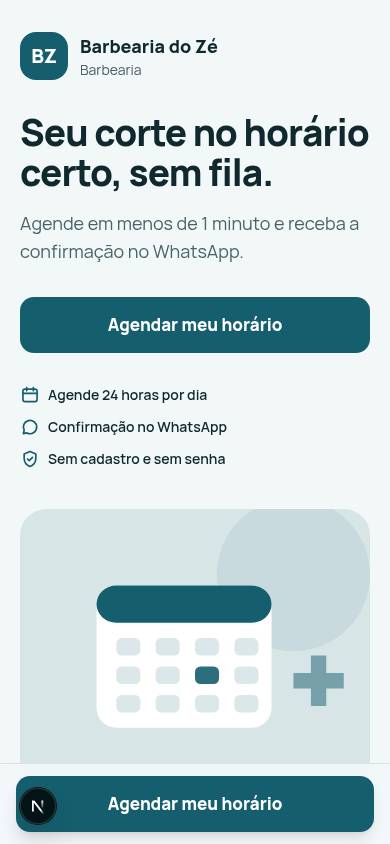 BZ
Barbearia do Zé
Barbearia
Seu corte no horário
certo, sem fila.
Agende em menos de 1 minuto e receba a
confirmação no WhatsApp.
Agendar meu horário
Agende 24 horas por dia
Confirmação no WhatsApp
Sem cadastro e sem senha
N
Agendar meu horário